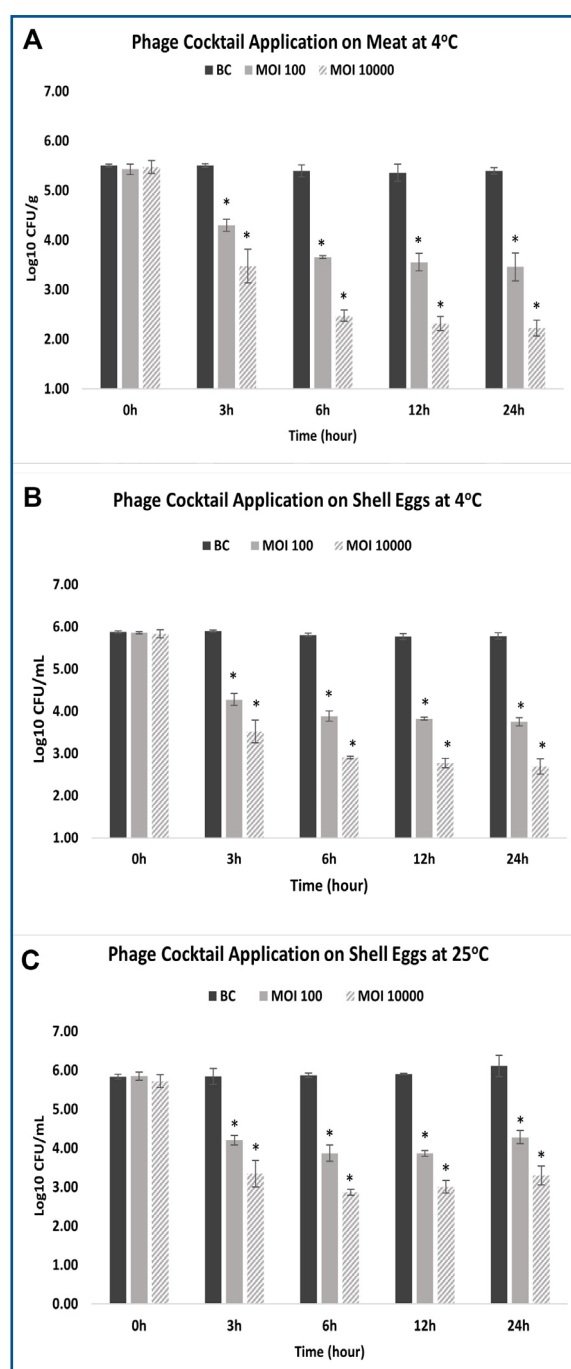 A
Phage Cocktail Application on Meat at 4ºC
BC MOI 100 MOI 10000
7.00
6.00
5.00
4.00
3.00
2.00
1.00
Log10 CFU/g
* * * * * * * *
0h 3h 6h 12h 24h
Time (hour)
B
Phage Cocktail Application on Shell Eggs at 4ºC
BC MOI 100 MOI 10000
7.00
6.00
5.00
4.00
3.00
2.00
1.00
Log10 CFU/mL
* * * * * * * *
0h 3h 6h 12h 24h
Time (hour)
C
Phage Cocktail Application on Shell Eggs at 25ºC
BC MOI 100 MOI 10000
7.00
6.00
5.00
4.00
3.00
2.00
1.00
0.00
Log10 CFU/mL
* * * * * * * *
0h 3h 6h 12h 24h
Time (hour)